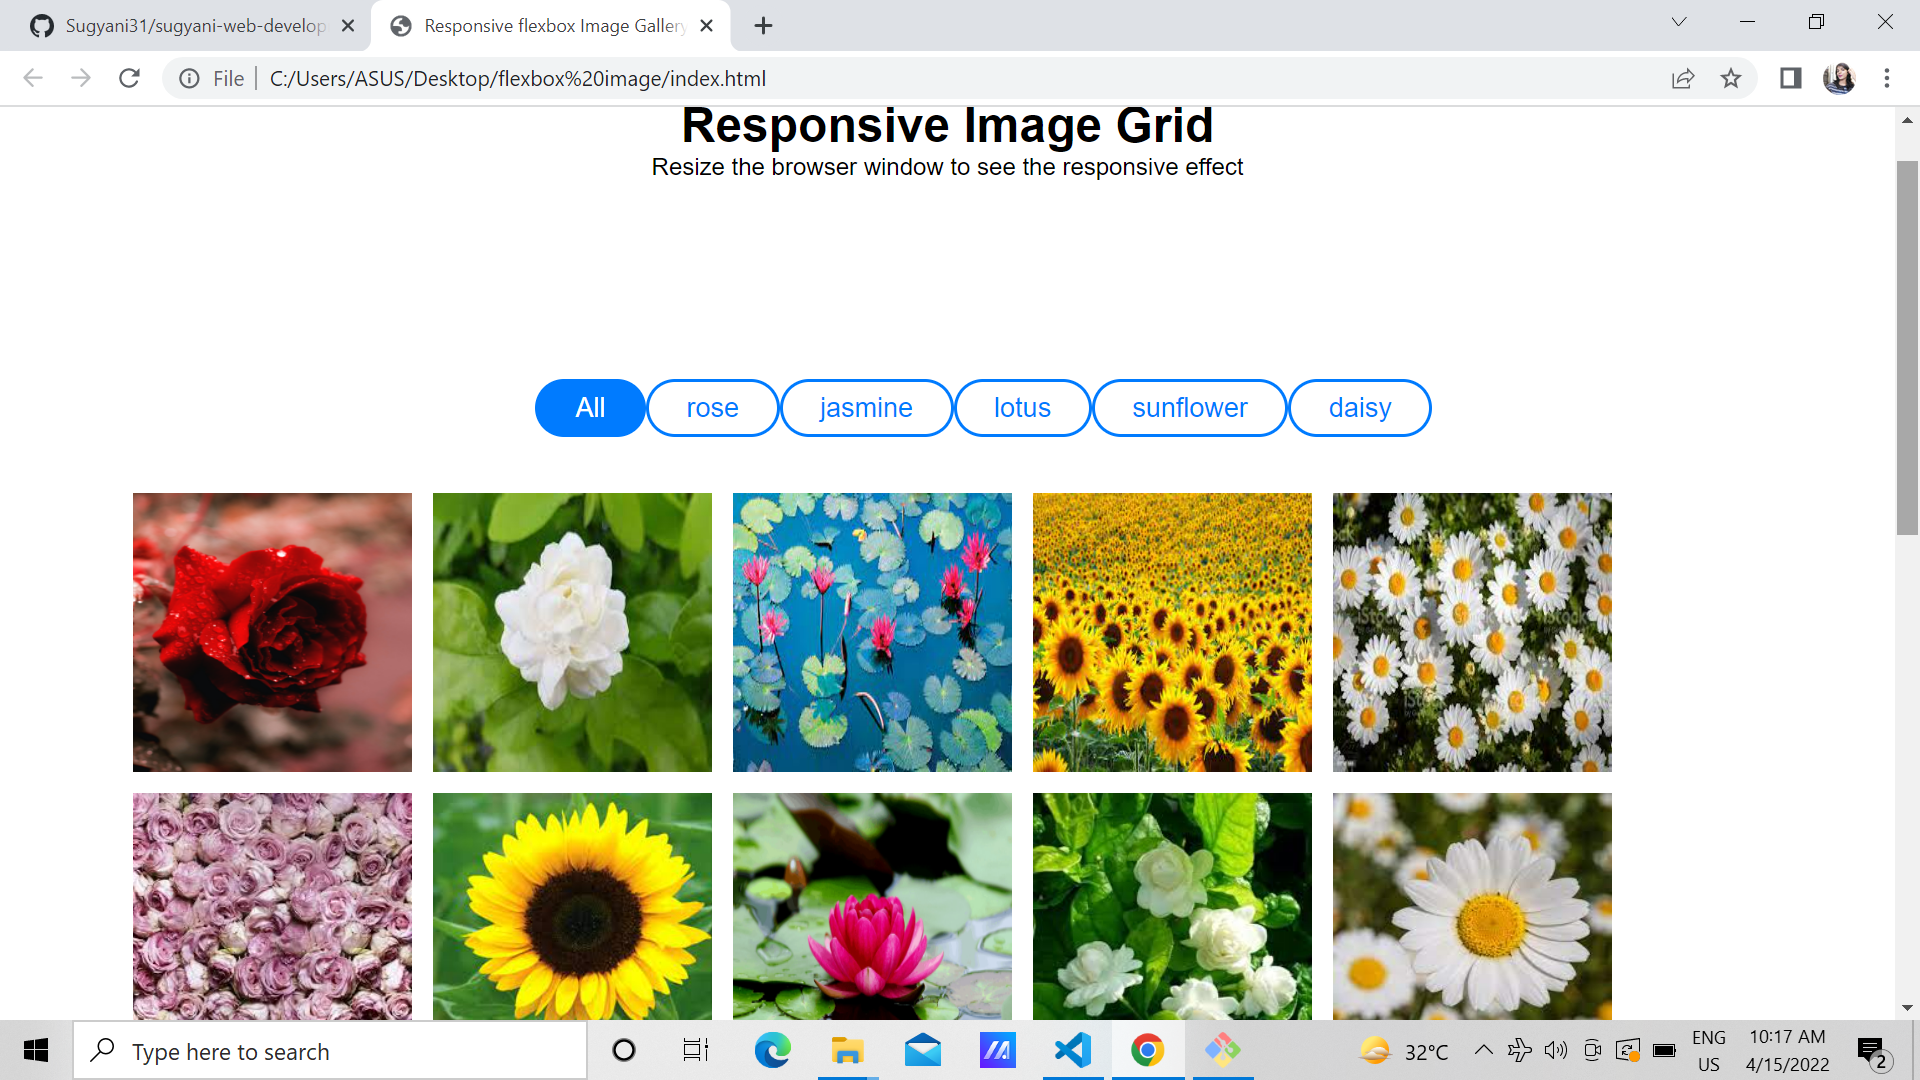 Sugyani31/sugyani-web-develop
Responsive flexbox Image Gallery
File
C:/Users/ASUS/Desktop/flexbox%20image/index.html
Responsive Image Grid
Resize the browser window to see the responsive effect
All
rose
jasmine
lotus
sunflower
daisy
iStock
Type here to search
32°C
ENG
US
10:17 AM
4/15/2022
2